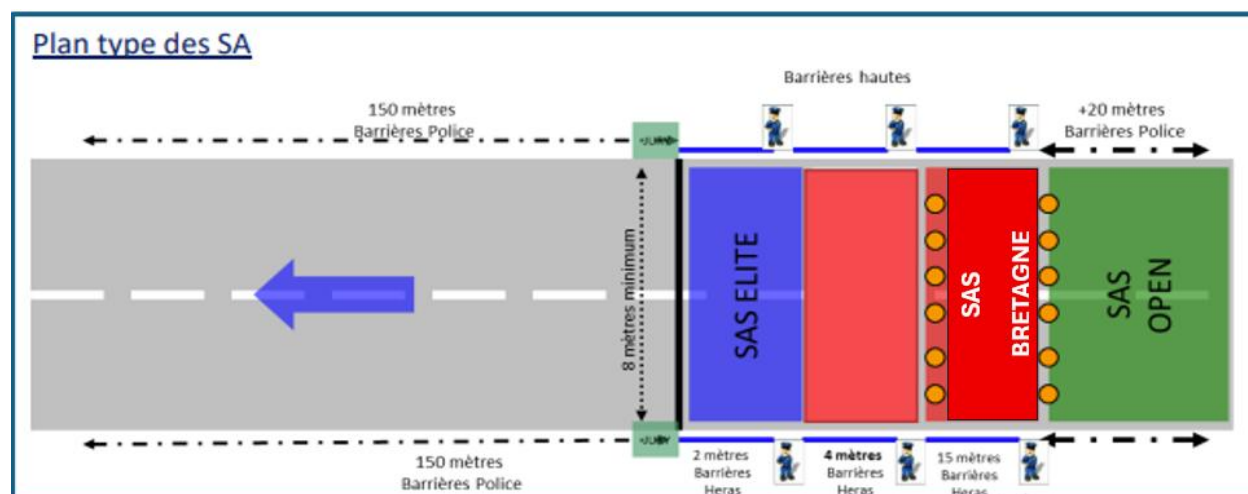 Plan type des SA
Barrières hautes
150 mètres
Barrières Police
+20 mètres
Barrières Police
8 mètres minimum
SAS ELITE
SAS
BRETAGNE
SAS
OPEN
150 mètres
Barrières Police
2 mètres
Barrières
Heras
4 mètres
Barrières
Heras
15 mètres
Barrières
Heras